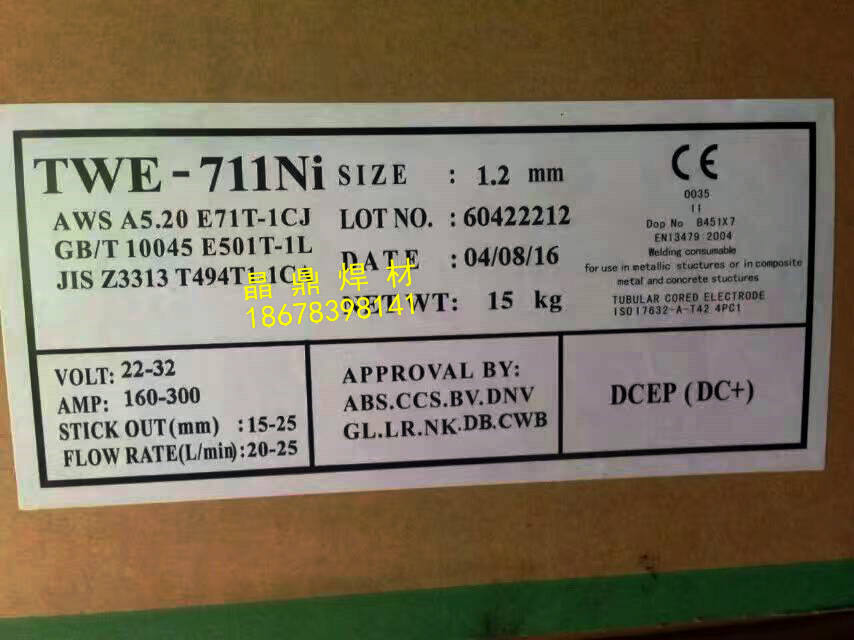 TWE-711Ni SIZE : 1.2 mm
AWS A5.20 E71T-1CJ LOT NO. : 60422212
GB/T 10045 E501T-1L DATE : 04/08/16
JIS Z3313 T494T1-1CA NET WT: 15 kg
晶鼎焊材
18678398141
CE
0035
11
Dop No B451X7
EN13479:2004
Welding consumable
for use in metallic stuctures or in composite
metal and concrete stuctures
TUBULAR CORED ELECTRODE
ISO17632-A-T42 4PC1
VOLT: 22-32
AMP: 160-300
STICK OUT(mm) :15-25
FLOW RATE(L/min):20-25
APPROVAL BY:
ABS.CCS.BV.DNV
GL.LR.NK.DB.CWB
DCEP (DC+)